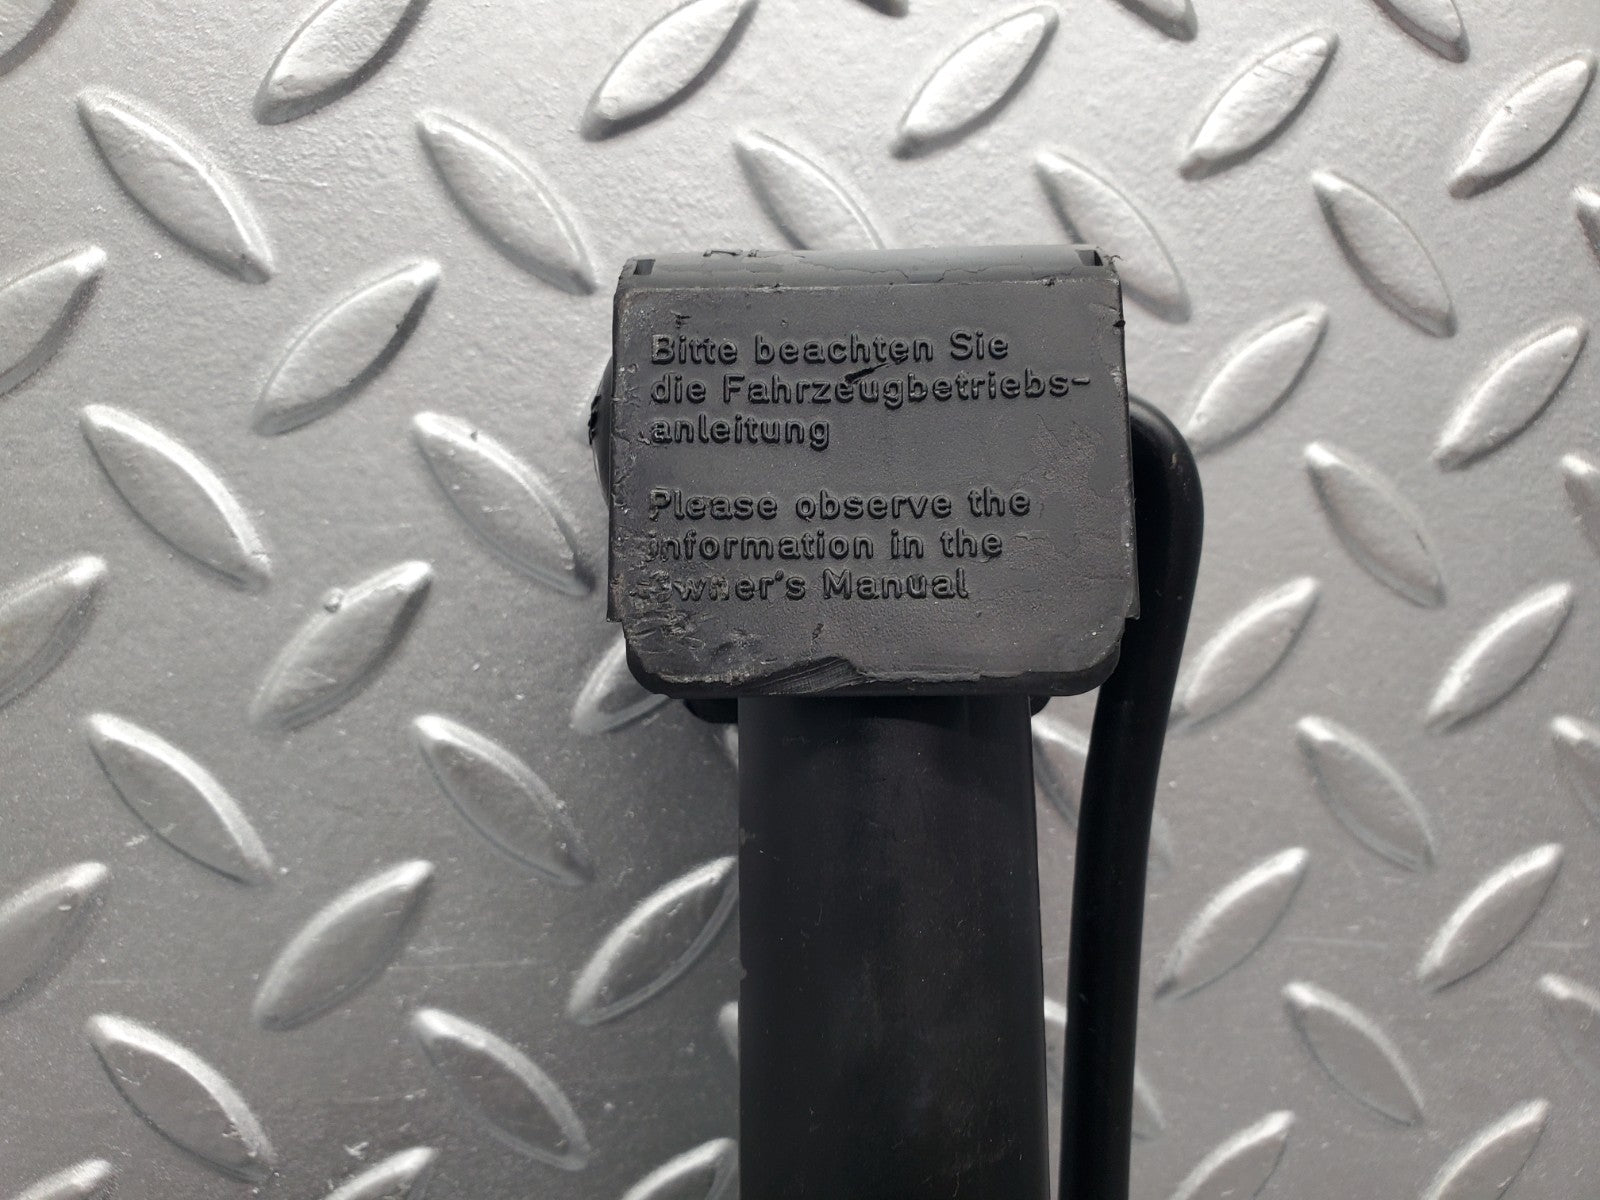 Bitte beachten Sie
die Fahrzeugbetriebs-
anleitung
Please observe the
information in the
Owner's Manual